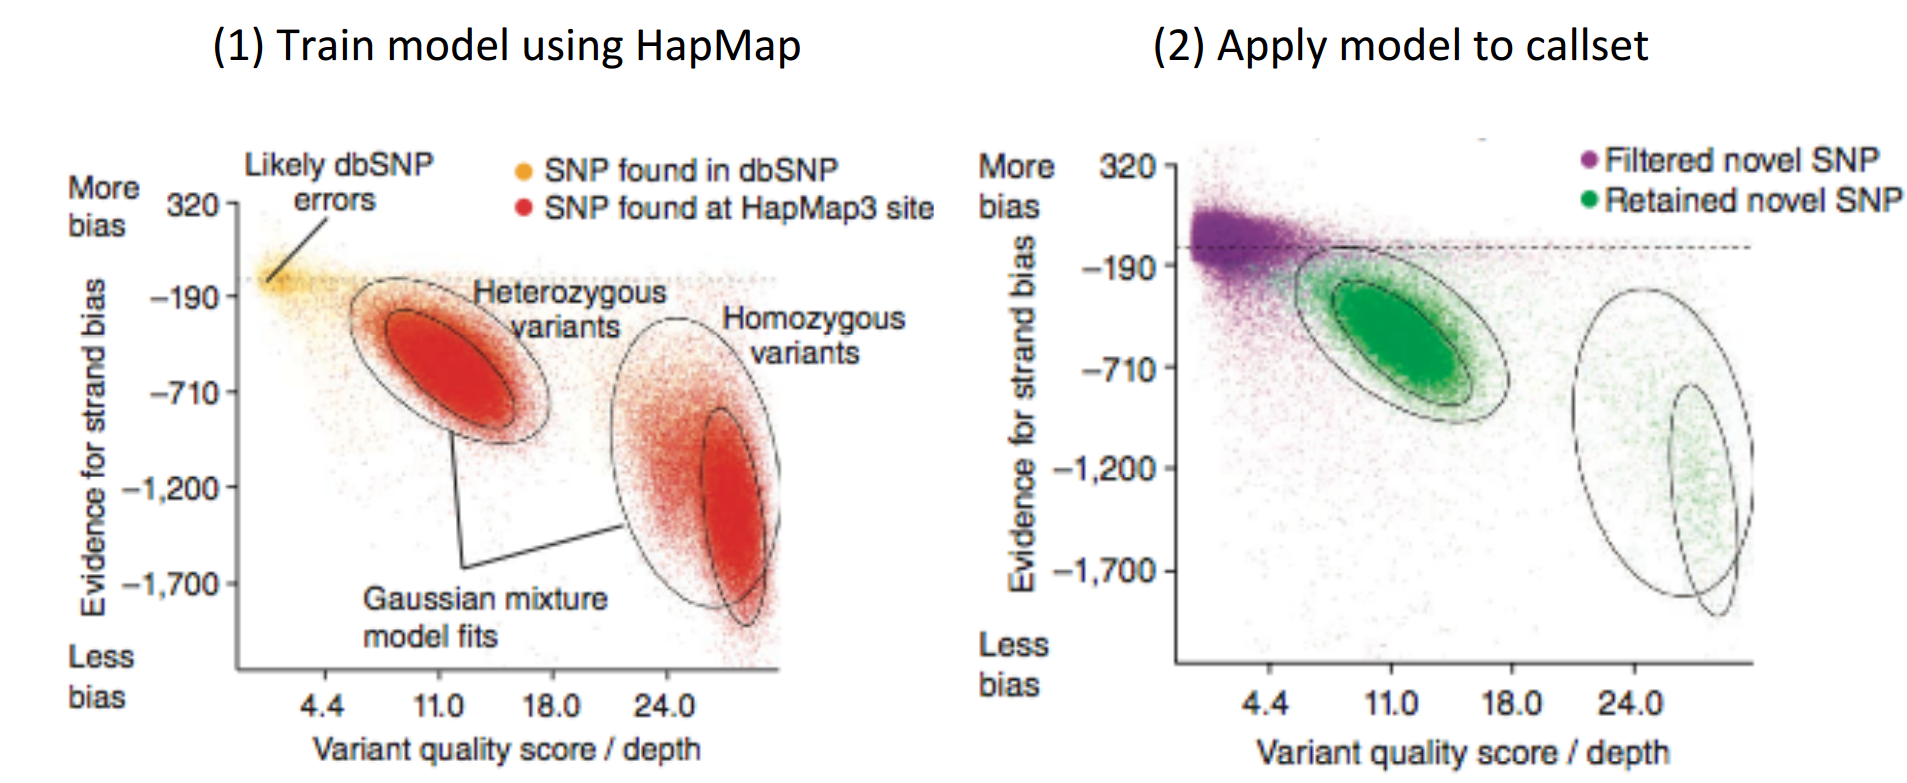 (1) Train model using HapMap
Likely dbSNP
errors
SNP found in dbSNP
SNP found at HapMap3 site
More
bias
320
–190
–710
–1,200
–1,700
Evidence for strand bias
Less
bias
Heterozygous
variants
Homozygous
variants
Gaussian mixture
model fits
4.4 11.0 18.0 24.0
Variant quality score / depth
(2) Apply model to callset
Filtered novel SNP
Retained novel SNP
More
bias
320
–190
–710
–1,200
–1,700
Evidence for strand bias
Less
bias
4.4 11.0 18.0 24.0
Variant quality score / depth